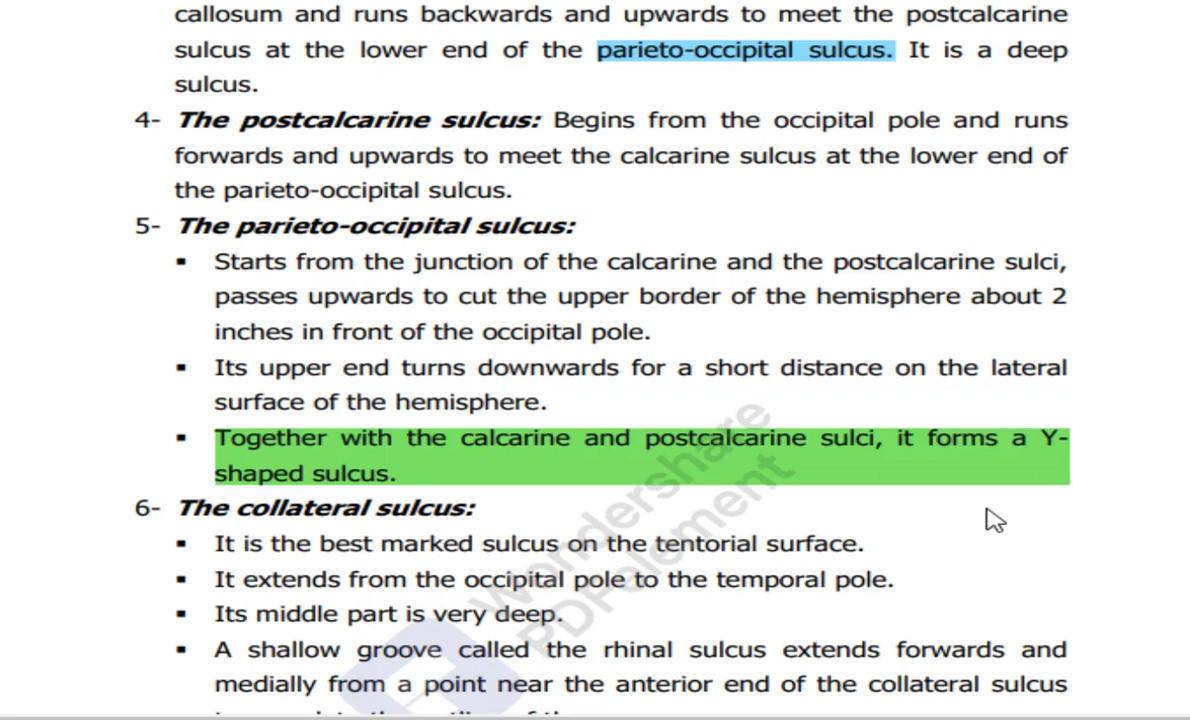 callosum and runs backwards and upwards to meet the postcalcarine
sulcus at the lower end of the parieto-occipital sulcus. It is a deep
sulcus.
4- The postcalcarine sulcus: Begins from the occipital pole and runs
forwards and upwards to meet the calcarine sulcus at the lower end of
the parieto-occipital sulcus.
5- The parieto-occipital sulcus:
▪ Starts from the junction of the calcarine and the postcalcarine sulci,
passes upwards to cut the upper border of the hemisphere about 2
inches in front of the occipital pole.
▪ Its upper end turns downwards for a short distance on the lateral
surface of the hemisphere.
▪ Together with the calcarine and postcalcarine sulci, it forms a Y-
shaped sulcus.
6- The collateral sulcus:
▪ It is the best marked sulcus on the tentorial surface.
▪ It extends from the occipital pole to the temporal pole.
▪ Its middle part is very deep.
▪ A shallow groove called the rhinal sulcus extends forwards and
medially from a point near the anterior end of the collateral sulcus
Wondershare
PDFelement